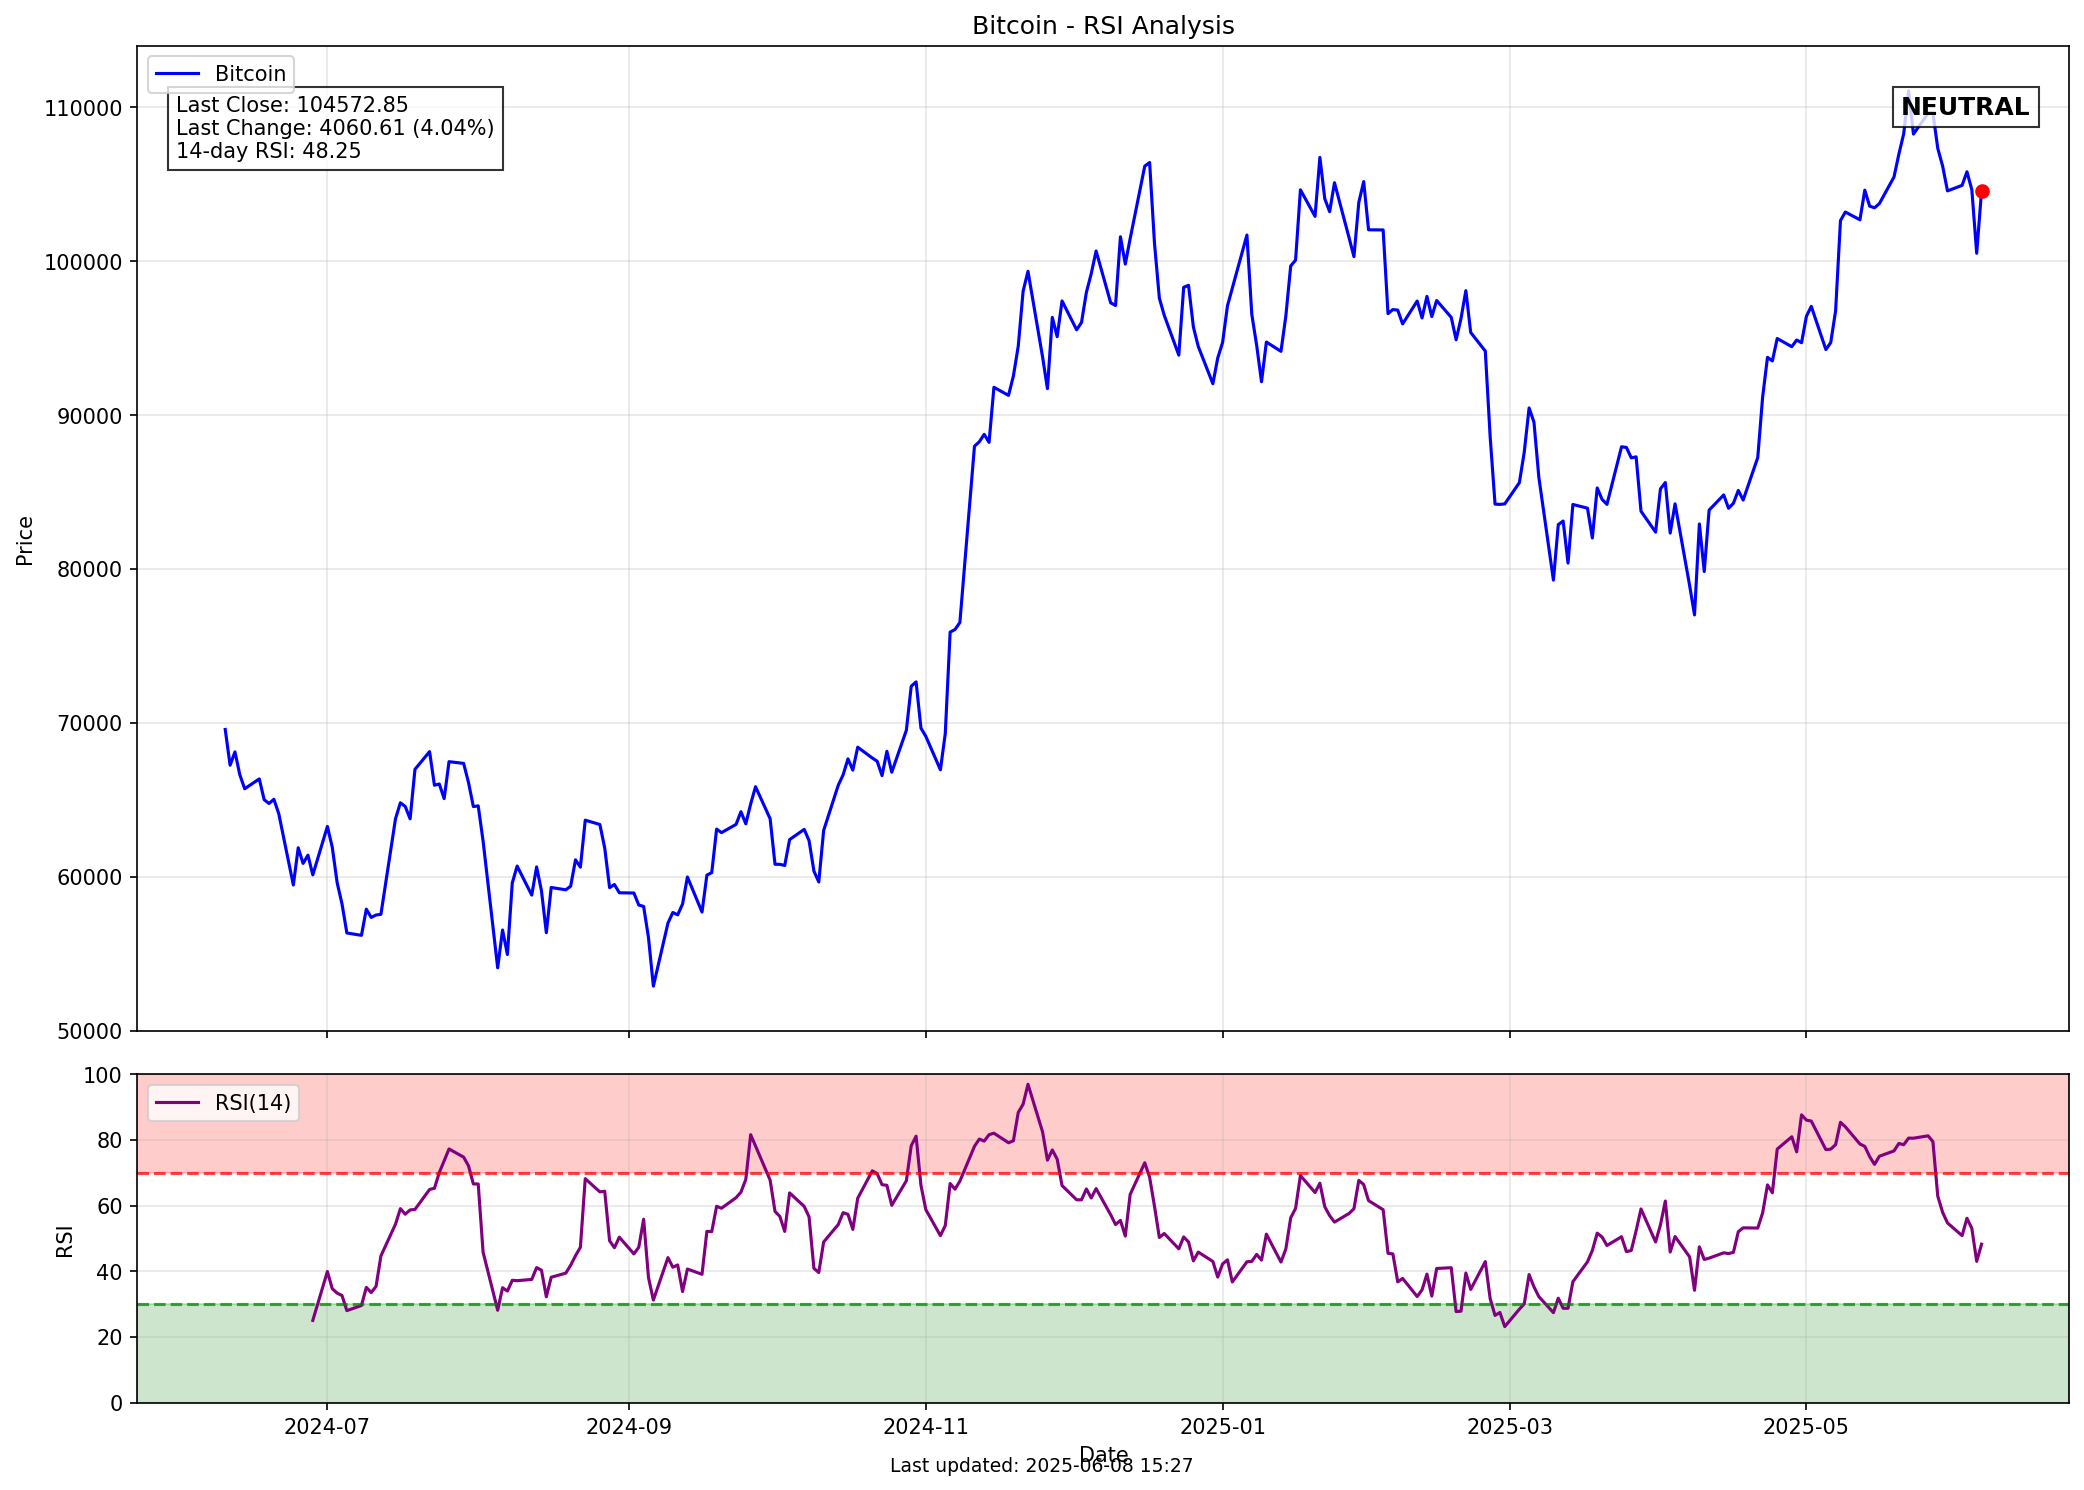 Bitcoin - RSI Analysis
Bitcoin
Last Close: 104572.85
Last Change: 4060.61 (4.04%)
14-day RSI: 48.25
NEUTRAL
Price
110000
100000
90000
80000
70000
60000
50000
RSI(14)
RSI
100
80
60
40
20
0
2024-07
2024-09
2024-11
2025-01
2025-03
2025-05
Date
Last updated: 2025-06-08 15:27